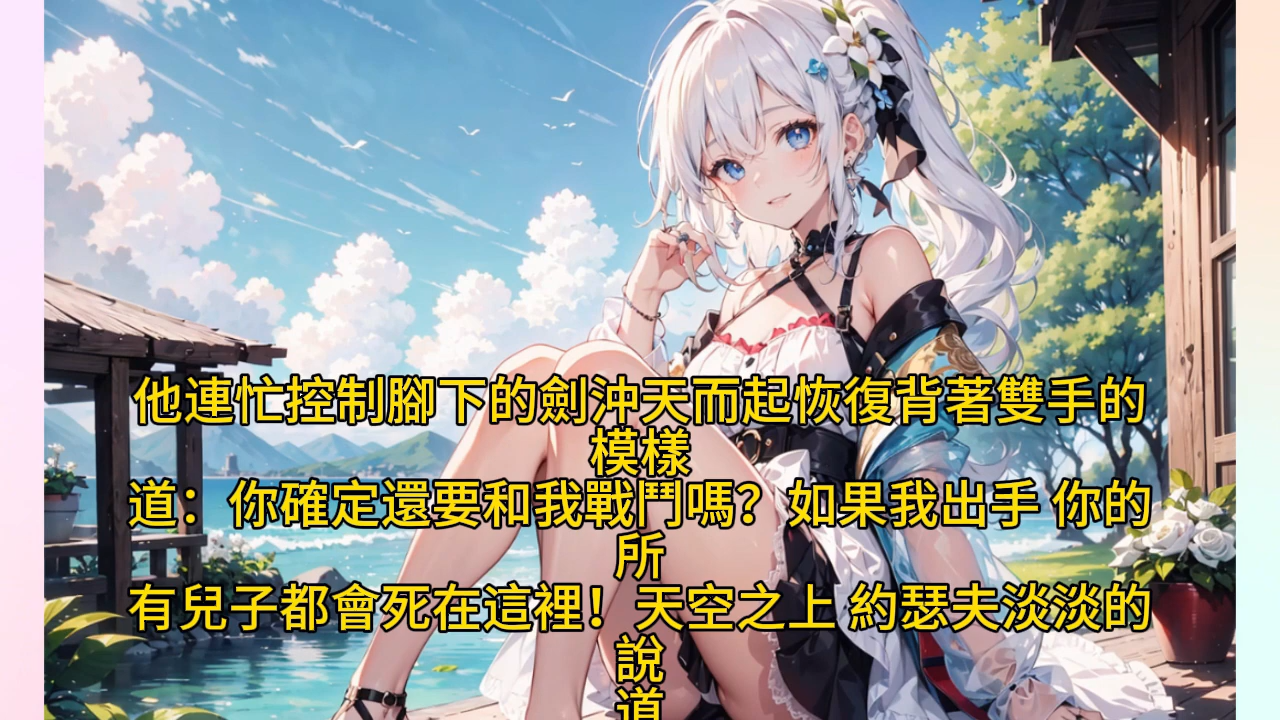 他連忙控制腳下的劍沖天而起恢復背著雙手的
模樣
道：你確定還要和我戰鬥嗎？如果我出手 你的
所
有兒子都會死在這裡！天空之上 約瑟夫淡淡的
說
道